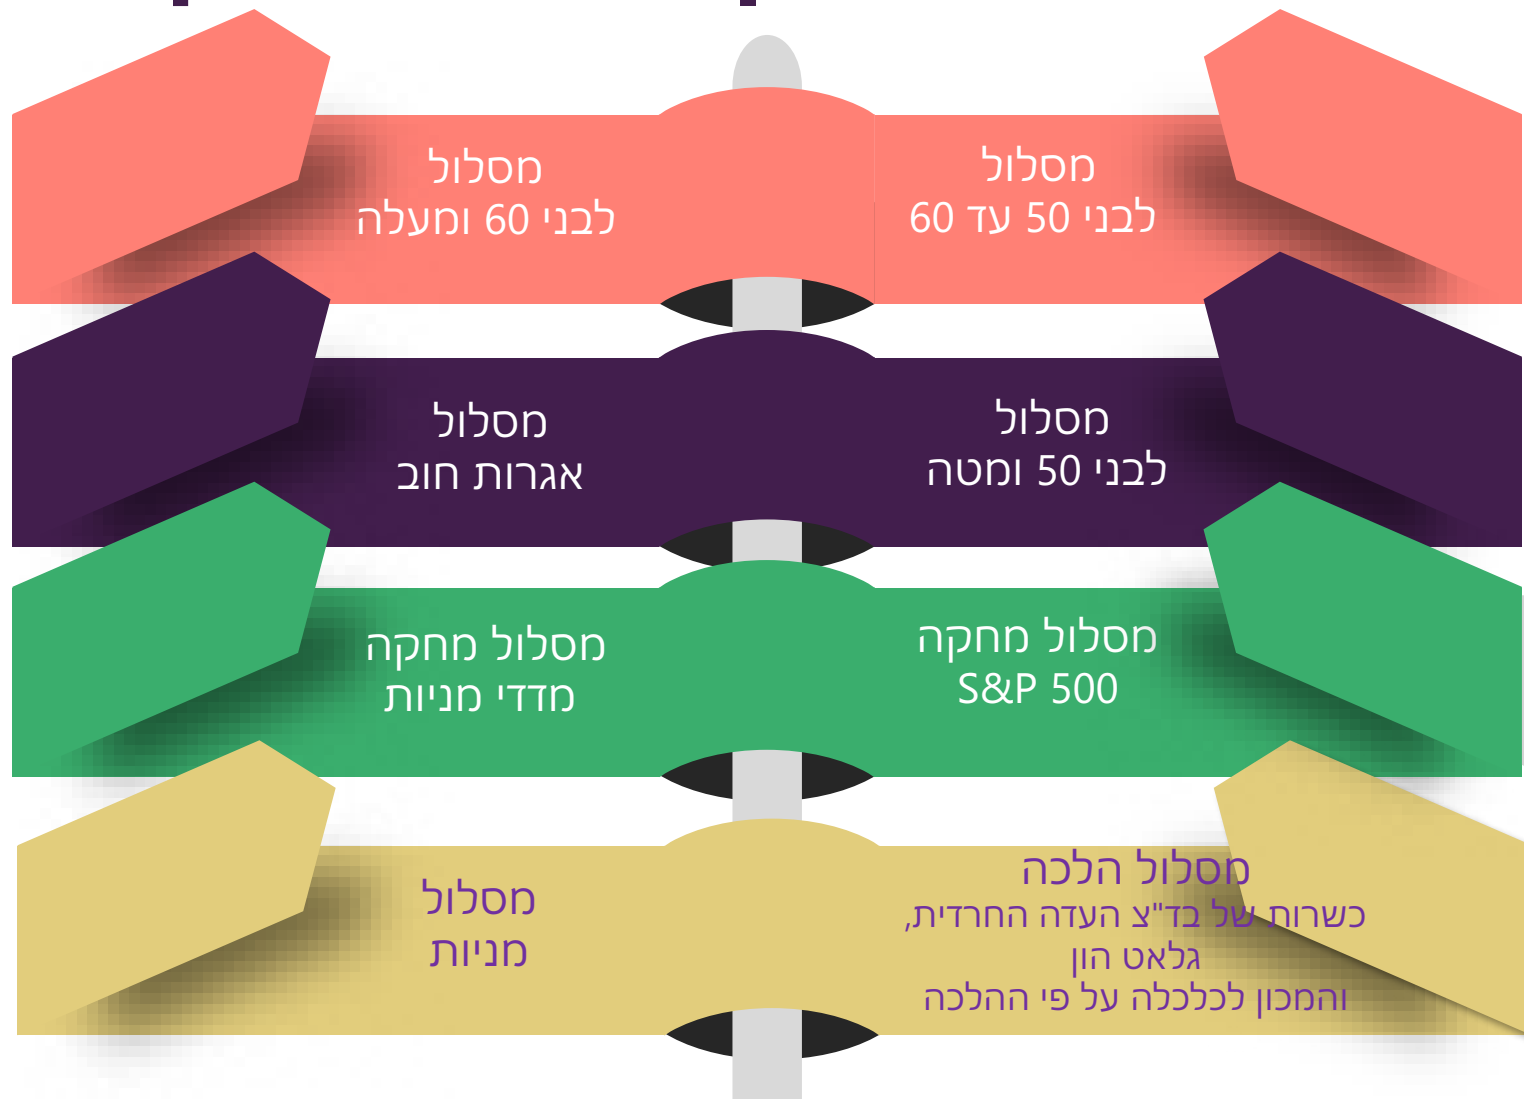 מסלול
לבני 50 עד 60
מסלול
לבני 60 ומעלה
מסלול
לבני 50 ומטה
מסלול
אגרות חוב
מסלול מחקה
S&P 500
מסלול מחקה
מדדי מניות
מסלול הלכה
כשרות של בד"צ העדה החרדית,
גלאט הון
והמכון לכלכלה על פי ההלכה
מסלול
מניות